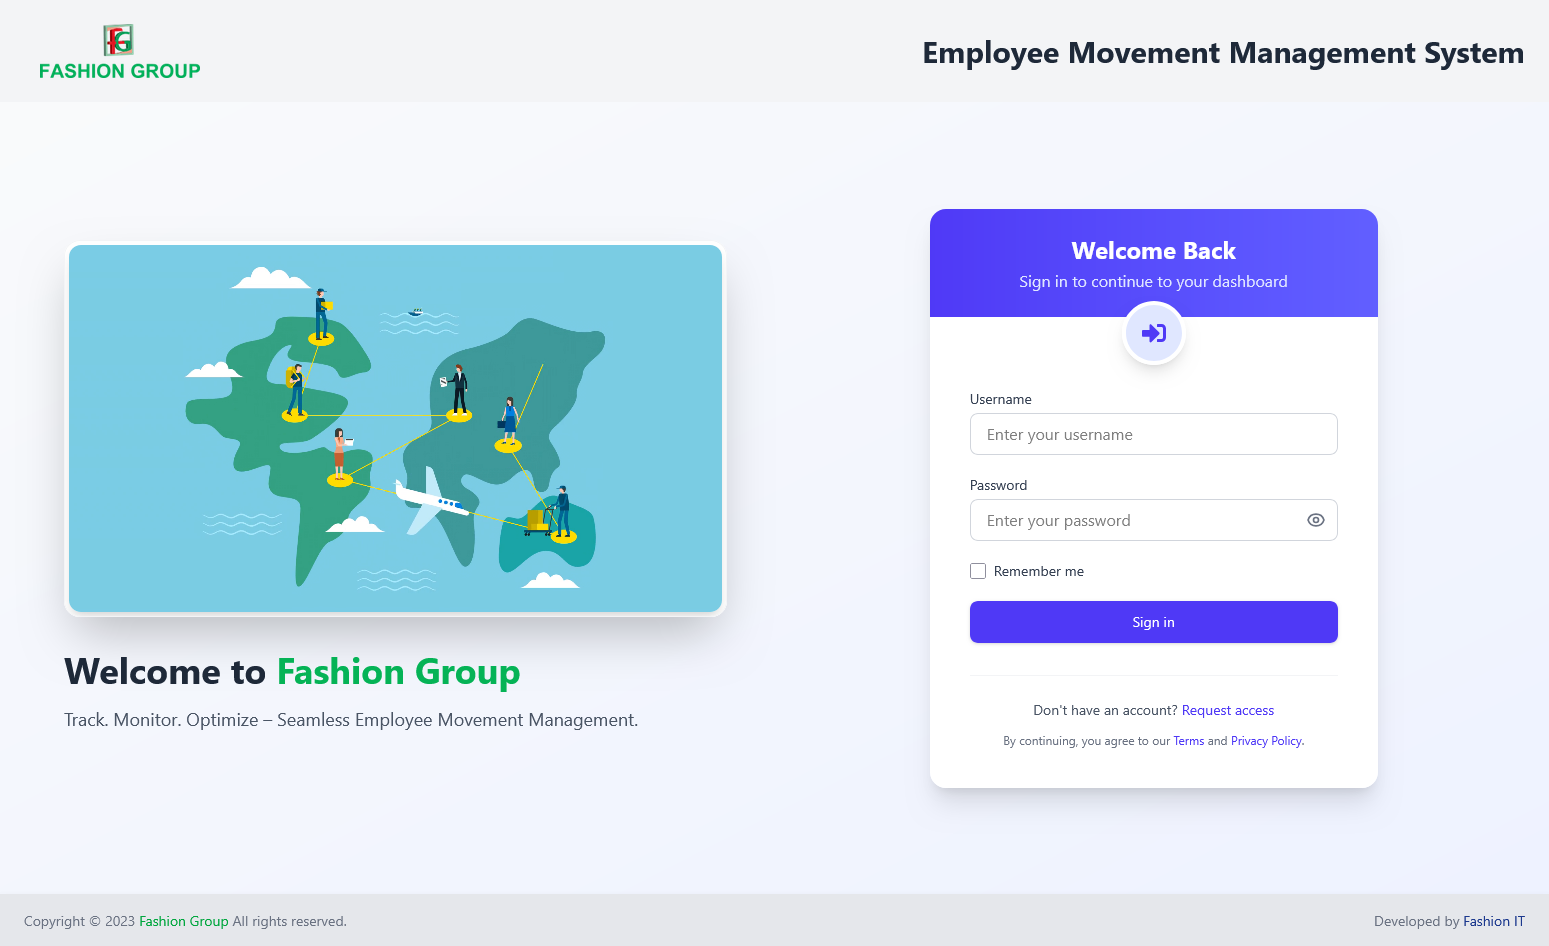 FG
FASHION GROUP
Employee Movement Management System
Welcome to Fashion Group
Track. Monitor. Optimize – Seamless Employee Movement Management.
Welcome Back
Sign in to continue to your dashboard
Username
Enter your username
Password
Enter your password
Remember me
Sign in
Don't have an account? Request access
By continuing, you agree to our Terms and Privacy Policy.
Copyright © 2023 Fashion Group All rights reserved.
Developed by Fashion IT